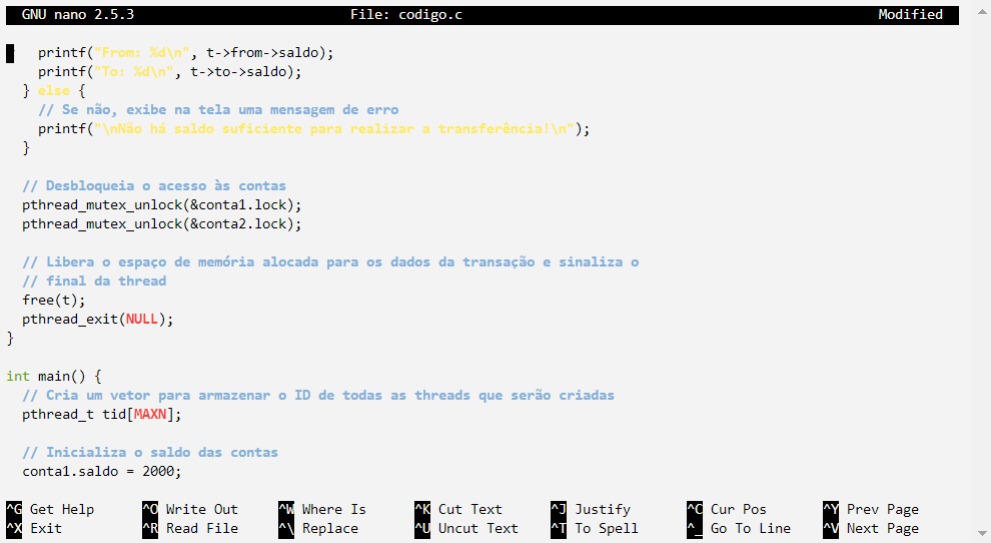 GNU nano 2.5.3 File: codigo.c Modified
printf("From: %d\n", t->from->saldo);
printf("To: %d\n", t->to->saldo);
} else {
// Se não, exibe na tela uma mensagem de erro
printf("\nNão há saldo suficiente para realizar a transferência!\n");
}
// Desbloqueia o acesso às contas
pthread_mutex_unlock(&conta1.lock);
pthread_mutex_unlock(&conta2.lock);
// Libera o espaço de memória alocada para os dados da transação e sinaliza o
// final da thread
free(t);
pthread_exit(NULL);
}
int main() {
// Cria um vetor para armazenar o ID de todas as threads que serão criadas
pthread_t tid[MAXN];
// Inicializa o saldo das contas
conta1.saldo = 2000;
^G Get Help ^O Write Out ^W Where Is ^K Cut Text ^J Justify ^C Cur Pos ^Y Prev Page
^X Exit ^R Read File ^\ Replace ^U Uncut Text ^T To Spell ^_ Go To Line ^V Next Page